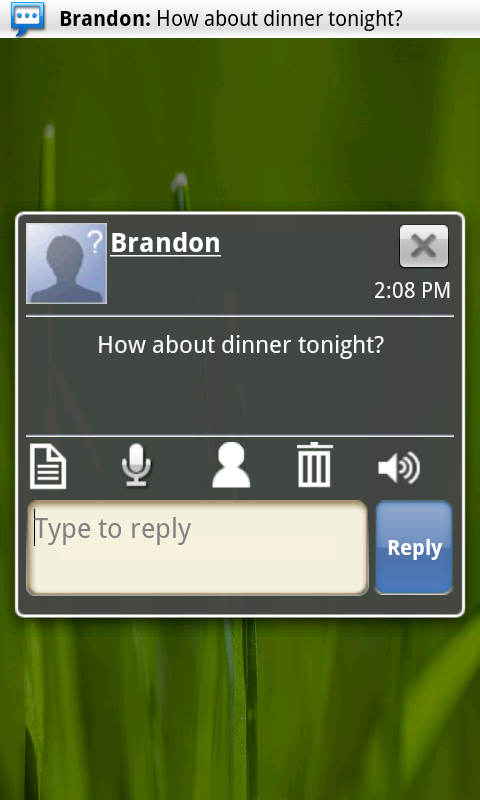 Brandon: How about dinner tonight?
?
Brandon
2:08 PM
How about dinner tonight?
Type to reply
Reply